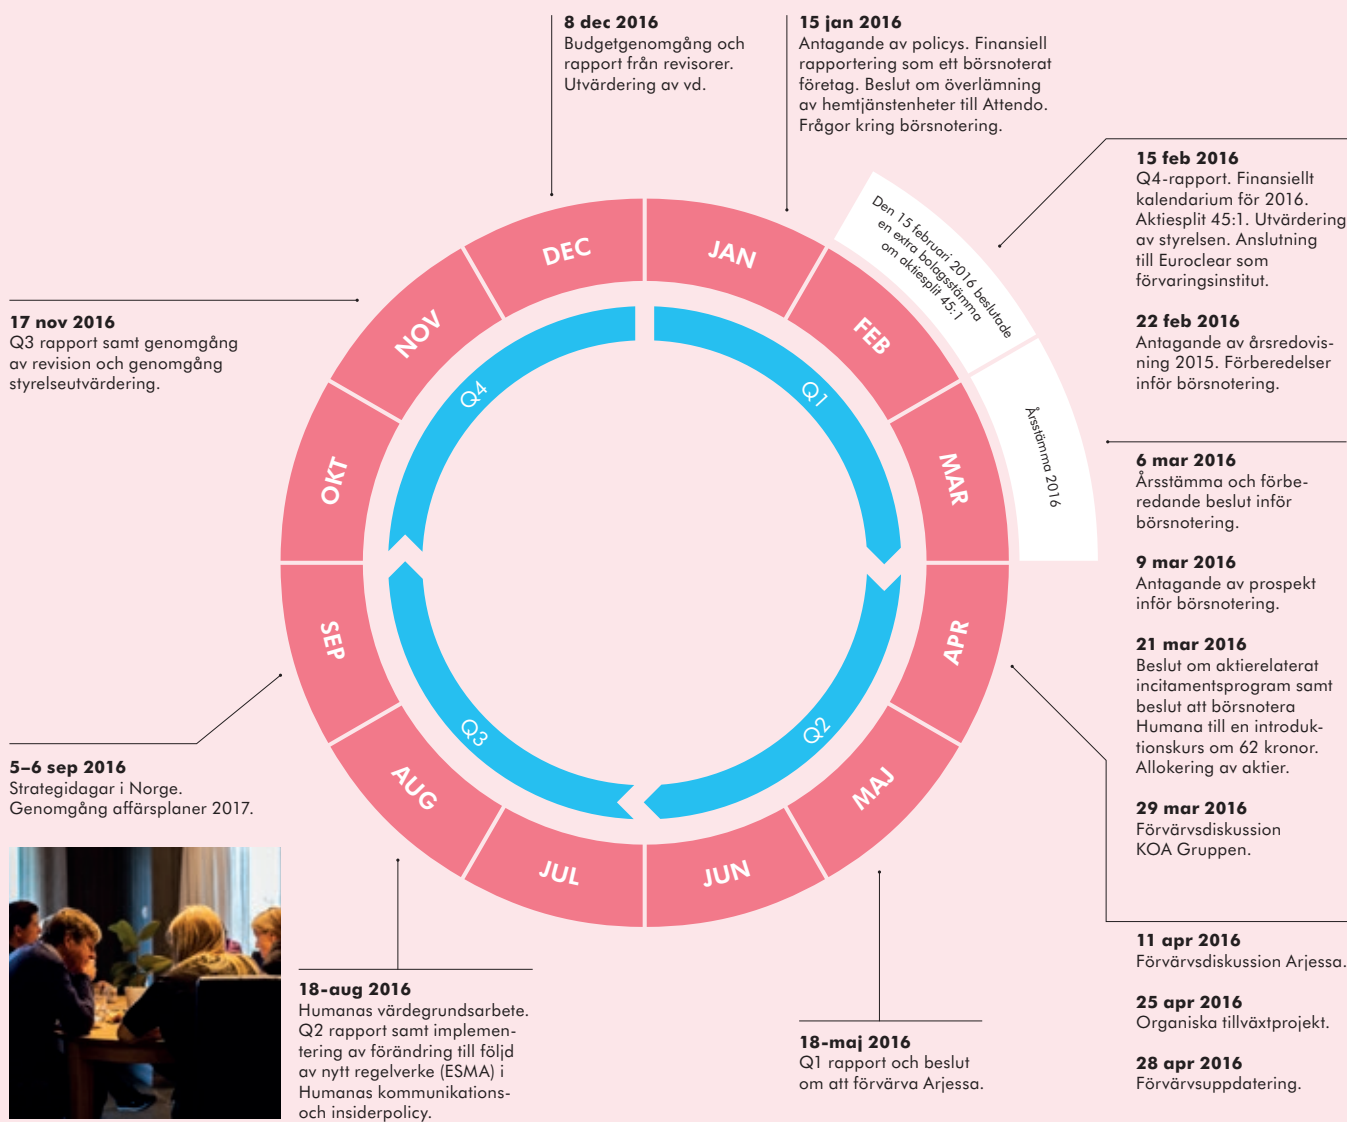 8 dec 2016
Budgetgenomgång och
rapport från revisorer.
Utvärdering av vd.
15 jan 2016
Antagande av policys. Finansiell
rapportering som ett börsnoterat
företag. Beslut om överlämning
av hemtjänstenheter till Attendo.
Frågor kring börsnotering.
15 feb 2016
Q4-rapport. Finansiellt
kalendarium för 2016.
Aktiesplit 45:1. Utvärdering
av styrelsen. Anslutning
till Euroclear som
förvaringsinstitut.
22 feb 2016
Antagande av årsredovis-
ning 2015. Förberedelser
inför börsnotering.
6 mar 2016
Årsstämma och förbe-
redande beslut inför
börsnotering.
9 mar 2016
Antagande av prospekt
inför börsnotering.
21 mar 2016
Beslut om aktierelaterat
incitamentsprogram samt
beslut att börsnotera
Humana till en introduk-
tionskurs om 62 kronor.
Allokering av aktier.
29 mar 2016
Förvärvsdiskussion
KOA Gruppen.
11 apr 2016
Förvärvsdiskussion Arjessa.
25 apr 2016
Organiska tillväxtprojekt.
28 apr 2016
Förvärvsuppdatering.
18-maj 2016
Q1 rapport och beslut
om att förvärva Arjessa.
18-aug 2016
Humanas värdegrundsarbete.
Q2 rapport samt implemen-
tering av förändring till följd
av nytt regelverke (ESMA) i
Humanas kommunikations-
och insiderpolicy.
5–6 sep 2016
Strategidagar i Norge.
Genomgång affärsplaner 2017.
17 nov 2016
Q3 rapport samt genomgång
av revision och genomgång
styrelseutvärdering.
JAN
FEB
MAR
APR
MAJ
JUN
JUL
AUG
SEP
OKT
NOV
DEC
Q1
Q2
Q3
Q4
Den 15 februari 2016 beslutade
en extra bolagsstämma
om aktiesplit 45:1
Årsstämma 2016